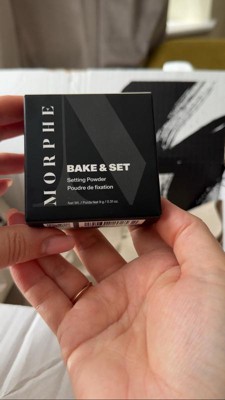 MORPHE
BAKE & SET
Setting Powder
Poudre de fixation